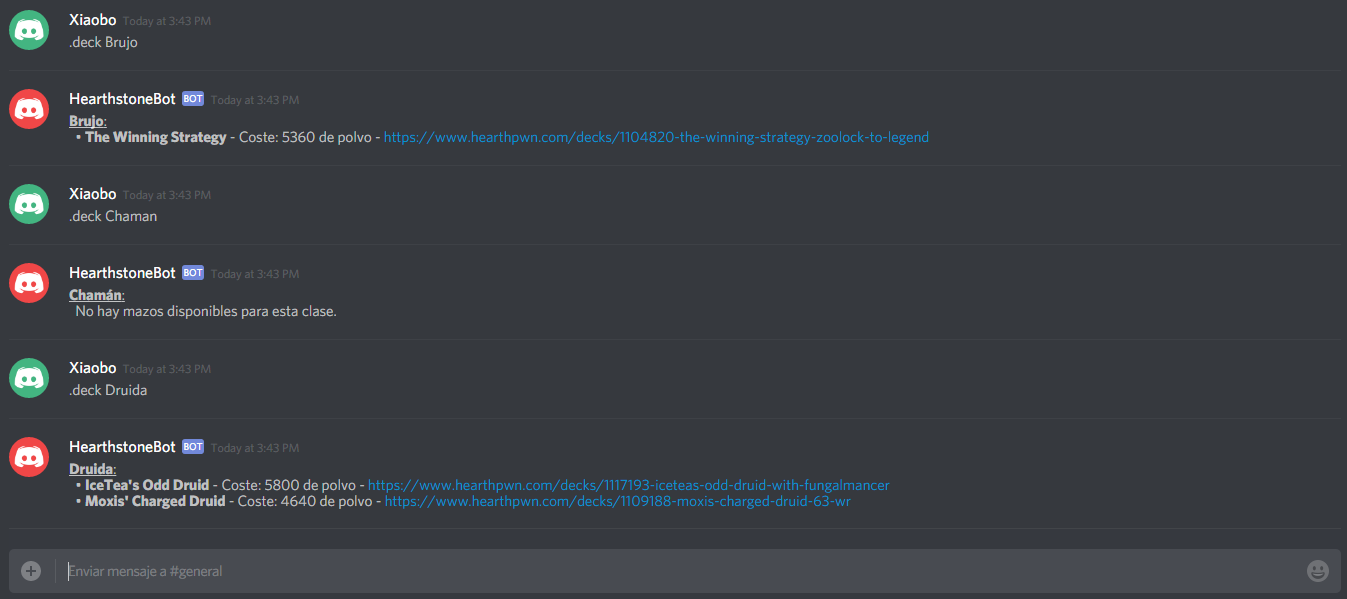 Xiaobo Today at 3:43 PM
.deck Brujo
HearthstoneBot BOT Today at 3:43 PM
Brujo:
• The Winning Strategy - Coste: 5360 de polvo - https://www.hearthpwn.com/decks/1104820-the-winning-strategy-zoolock-to-legend
Xiaobo Today at 3:43 PM
.deck Chaman
HearthstoneBot BOT Today at 3:43 PM
Chamán:
No hay mazos disponibles para esta clase.
Xiaobo Today at 3:43 PM
.deck Druida
HearthstoneBot BOT Today at 3:43 PM
Druida:
• IceTea's Odd Druid - Coste: 5800 de polvo - https://www.hearthpwn.com/decks/1117193-iceteas-odd-druid-with-fungalmancer
• Moxis' Charged Druid - Coste: 4640 de polvo - https://www.hearthpwn.com/decks/1109188-moxis-charged-druid-63-wr
Enviar mensaje a #general